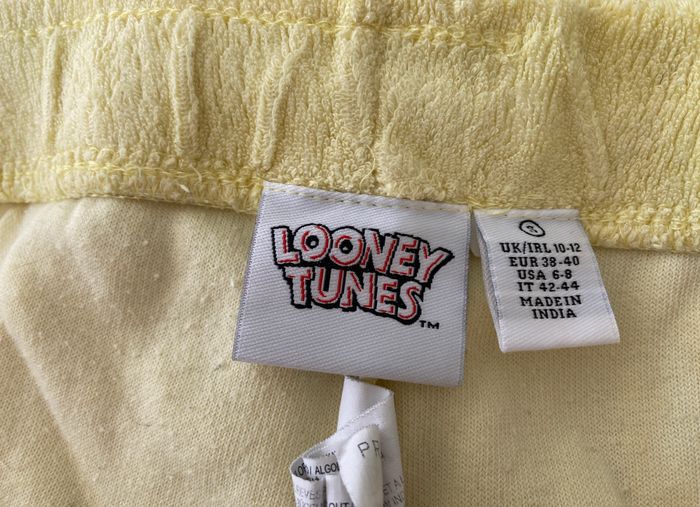 LOONEY
TUNES
TM
UK/IRL 10-12
EUR 38-40
USA 6-8
IT 42-44
MADE IN
INDIA
ALGO